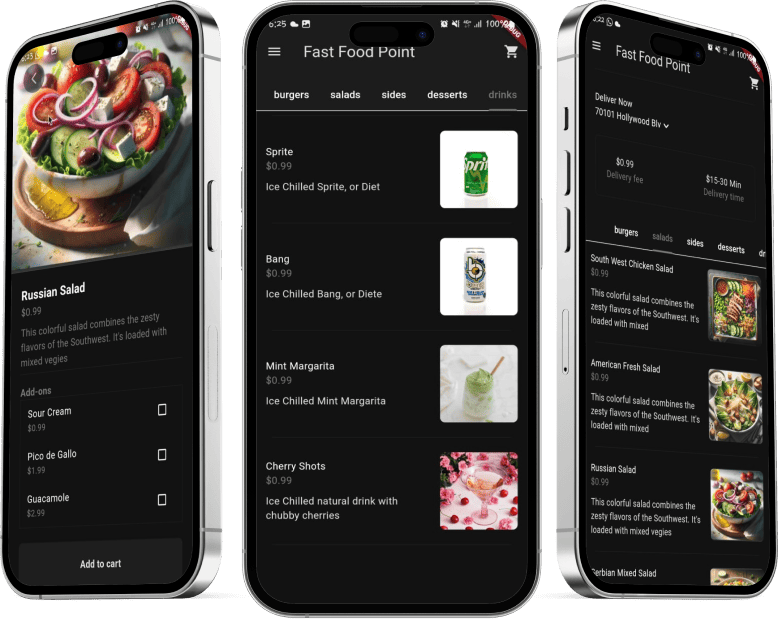 Russian Salad
$0.99
This colorful salad combines the zesty
flavors of the Southwest. It's loaded with
mixed vegies
Add-ons
Sour Cream
$0.99
Pico de Gallo
$1.99
Guacamole
$2.99
Add to cart
6:25 100%
Fast Food Point
burgers salads sides desserts drinks
Sprite
$0.99
Ice Chilled Sprite, or Diet
Bang
$0.99
Ice Chilled Bang, or Diete
Mint Margarita
$0.99
Ice Chilled Mint Margarita
Cherry Shots
$0.99
Ice Chilled natural drink with
chubby cherries
Fast Food Point
Deliver Now
70101 Hollywood Blv
$0.99
Delivery fee
$15-30 Min
Delivery time
burgers salads sides desserts dri
South West Chicken Salad
$0.99
This colorful salad combines the
zesty flavors of the Southwest. It's
loaded with mixed
American Fresh Salad
$0.99
This colorful salad combines the
zesty flavors of the Southwest. It's
loaded with mixed
Russian Salad
$0.99
This colorful salad combines the
zesty flavors of the Southwest. It's
loaded with mixed vegies
Serbian Mixed Salad